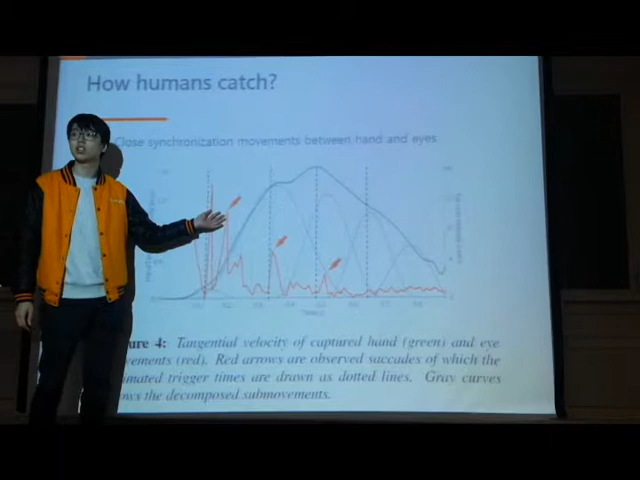 How humans catch?
Close synchronization movements between hand and eyes
ure 4: Tangential velocity of captured hand (green) and eye
vements (red). Red arrows are observed saccades of which the
imated trigger times are drawn as dotted lines. Gray curves
ows the decomposed submovements.